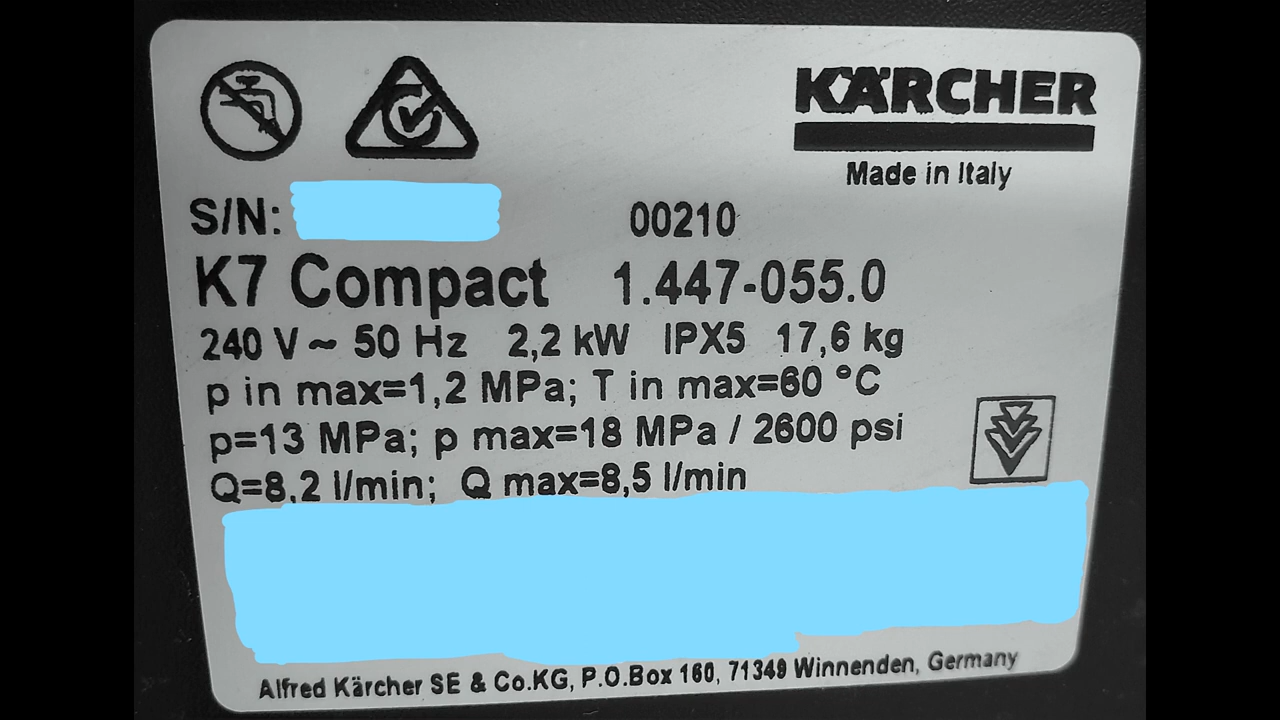 KÄRCHER
Made in Italy
S/N: 00210
K7 Compact 1.447-055.0
240 V ~ 50 Hz 2,2 kW IPX5 17,6 kg
p in max=1,2 MPa; T in max=60 °C
p=13 MPa; p max=18 MPa / 2600 psi
Q=8,2 l/min; Q max=8,5 l/min
Alfred Kärcher SE & Co.KG, P.O.Box 160, 71349 Winnenden, Germany